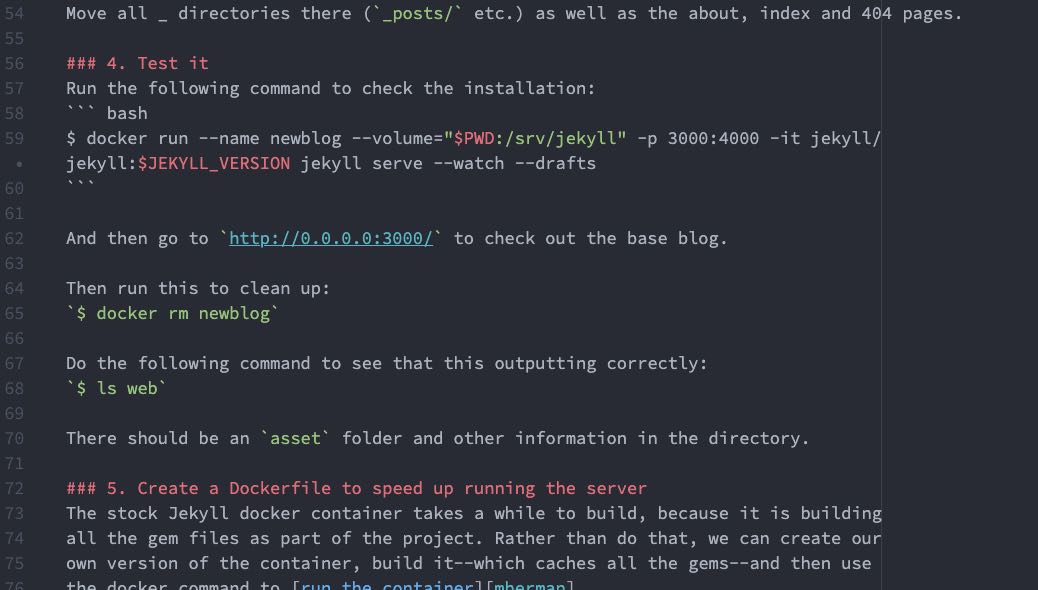 54 Move all _ directories there (`_posts/` etc.) as well as the about, index and 404 pages.
55
56 ### 4. Test it
57 Run the following command to check the installation:
58 ``` bash
59 $ docker run --name newblog --volume="$PWD:/srv/jekyll" -p 3000:4000 -it jekyll/
• jekyll:$JEKYLL_VERSION jekyll serve --watch --drafts
60 ```
61
62 And then go to `http://0.0.0.0:3000/` to check out the base blog.
63
64 Then run this to clean up:
65 `$ docker rm newblog`
66
67 Do the following command to see that this outputting correctly:
68 `$ ls web`
69
70 There should be an `asset` folder and other information in the directory.
71
72 ### 5. Create a Dockerfile to speed up running the server
73 The stock Jekyll docker container takes a while to build, because it is building
74 all the gem files as part of the project. Rather than do that, we can create our
75 own version of the container, build it--which caches all the gems--and then use
76 the docker command to [run the container][mherman]